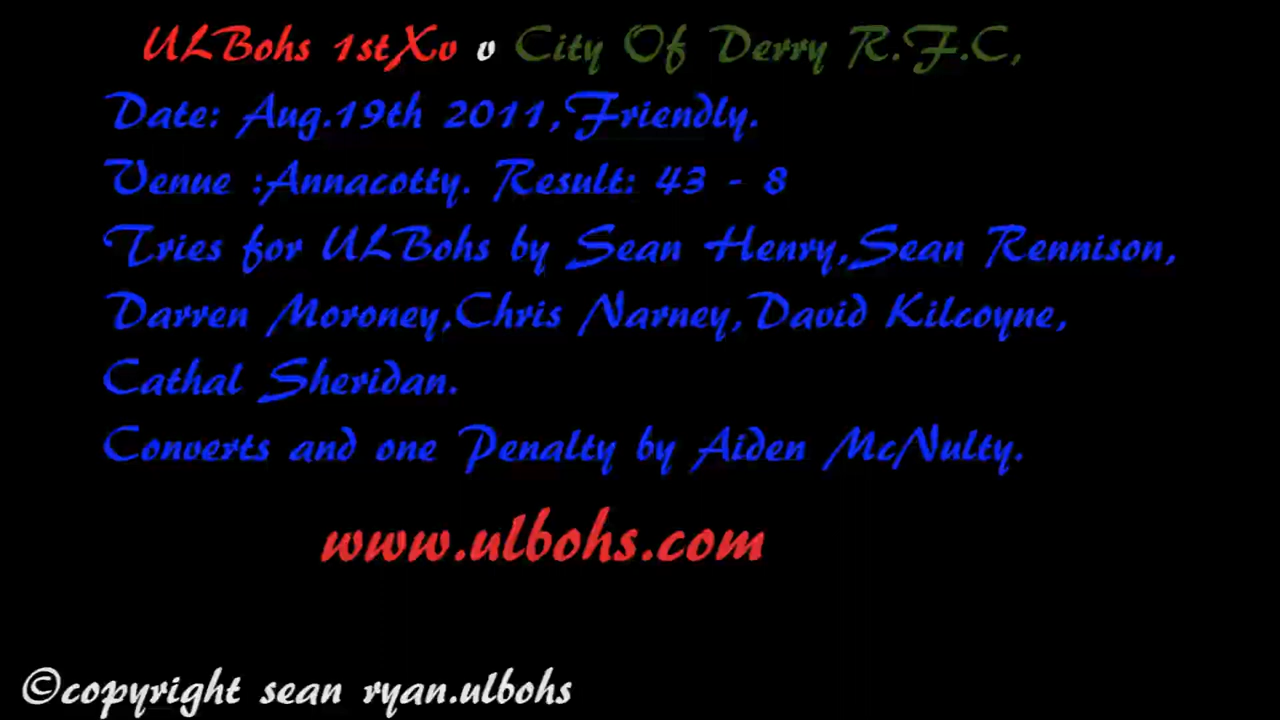 ULBohs 1stXv v City Of Derry R.F.C,
Date: Aug.19th 2011,Friendly.
Venue :Annacotty. Result: 43 - 8
Tries for ULBohs by Sean Henry,Sean Rennison,
Darren Moroney,Chris Narney,David Kilcoyne,
Cathal Sheridan.
Converts and one Penalty by Aiden McNulty.
www.ulbohs.com
©copyright sean ryan.ulbohs